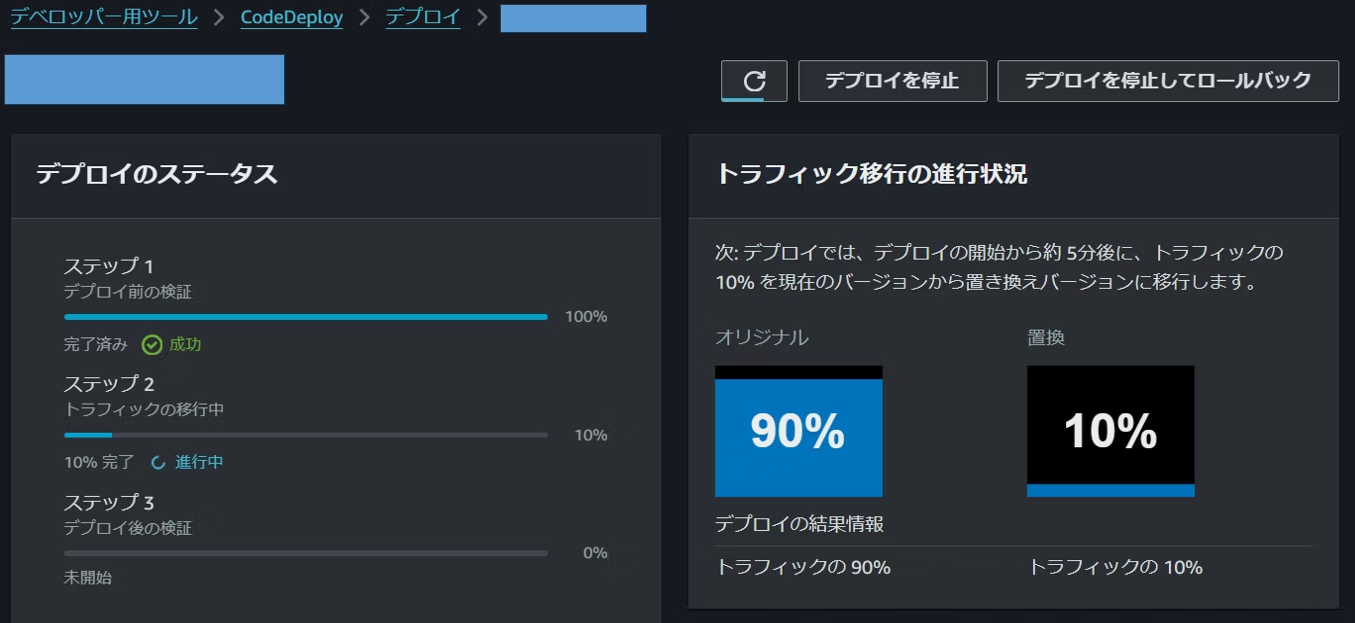 デベロッパー用ツール > CodeDeploy > デプロイ >
デプロイを停止 デプロイを停止してロールバック
デプロイのステータス
ステップ 1
デプロイ前の検証
100%
完了済み 成功
ステップ 2
トラフィックの移行中
10%
10% 完了 進行中
ステップ 3
デプロイ後の検証
0%
未開始
トラフィック移行の進行状況
次: デプロイでは、デプロイの開始から約 5分後に、トラフィックの
10% を現在のバージョンから置き換えバージョンに移行します。
オリジナル 置換
90% 10%
デプロイの結果情報
トラフィックの 90% トラフィックの 10%